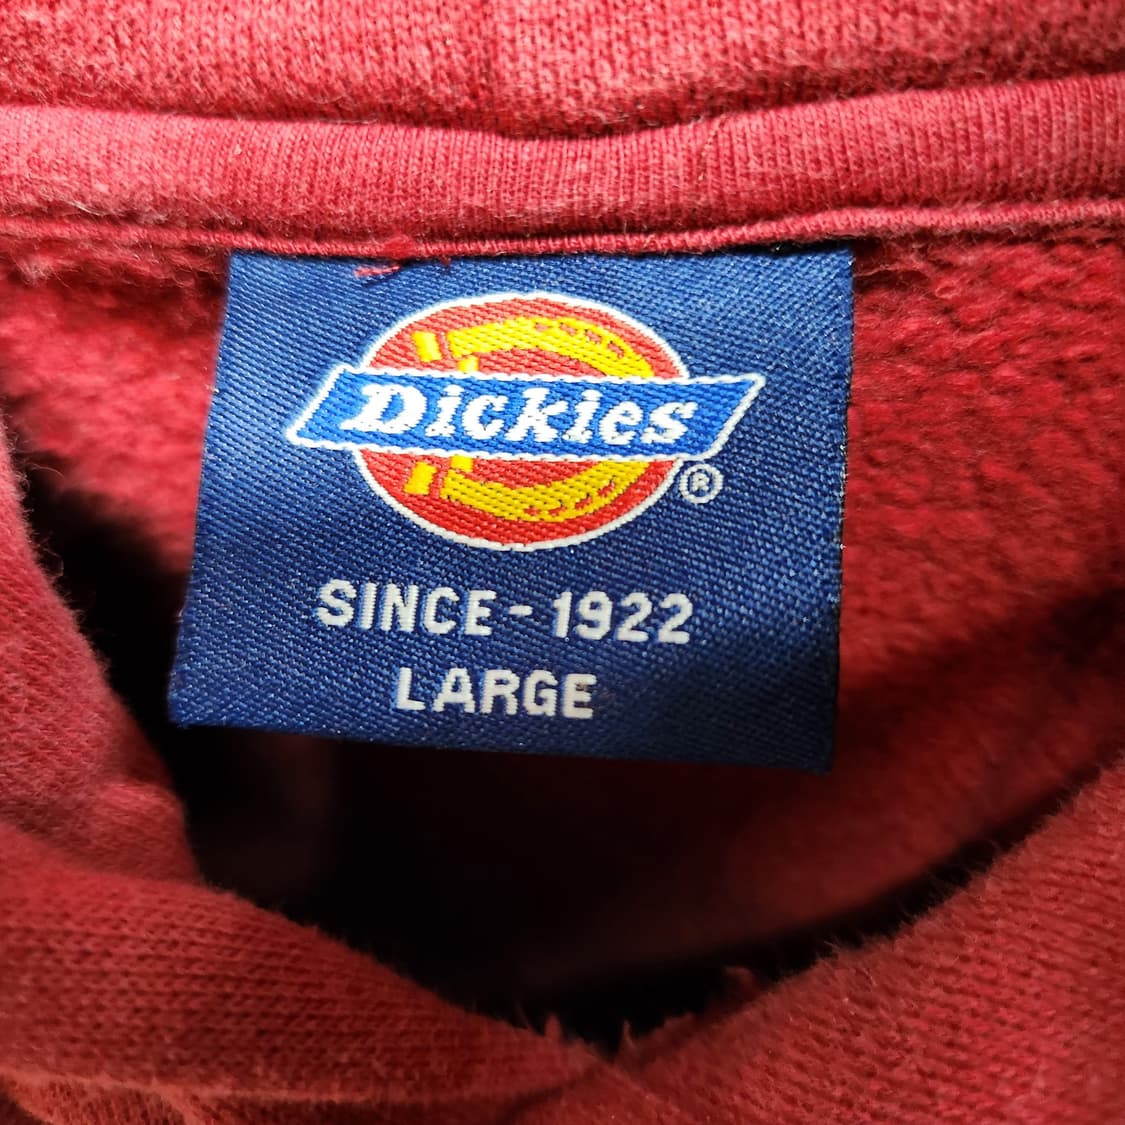 Dickies
®
SINCE - 1922
LARGE